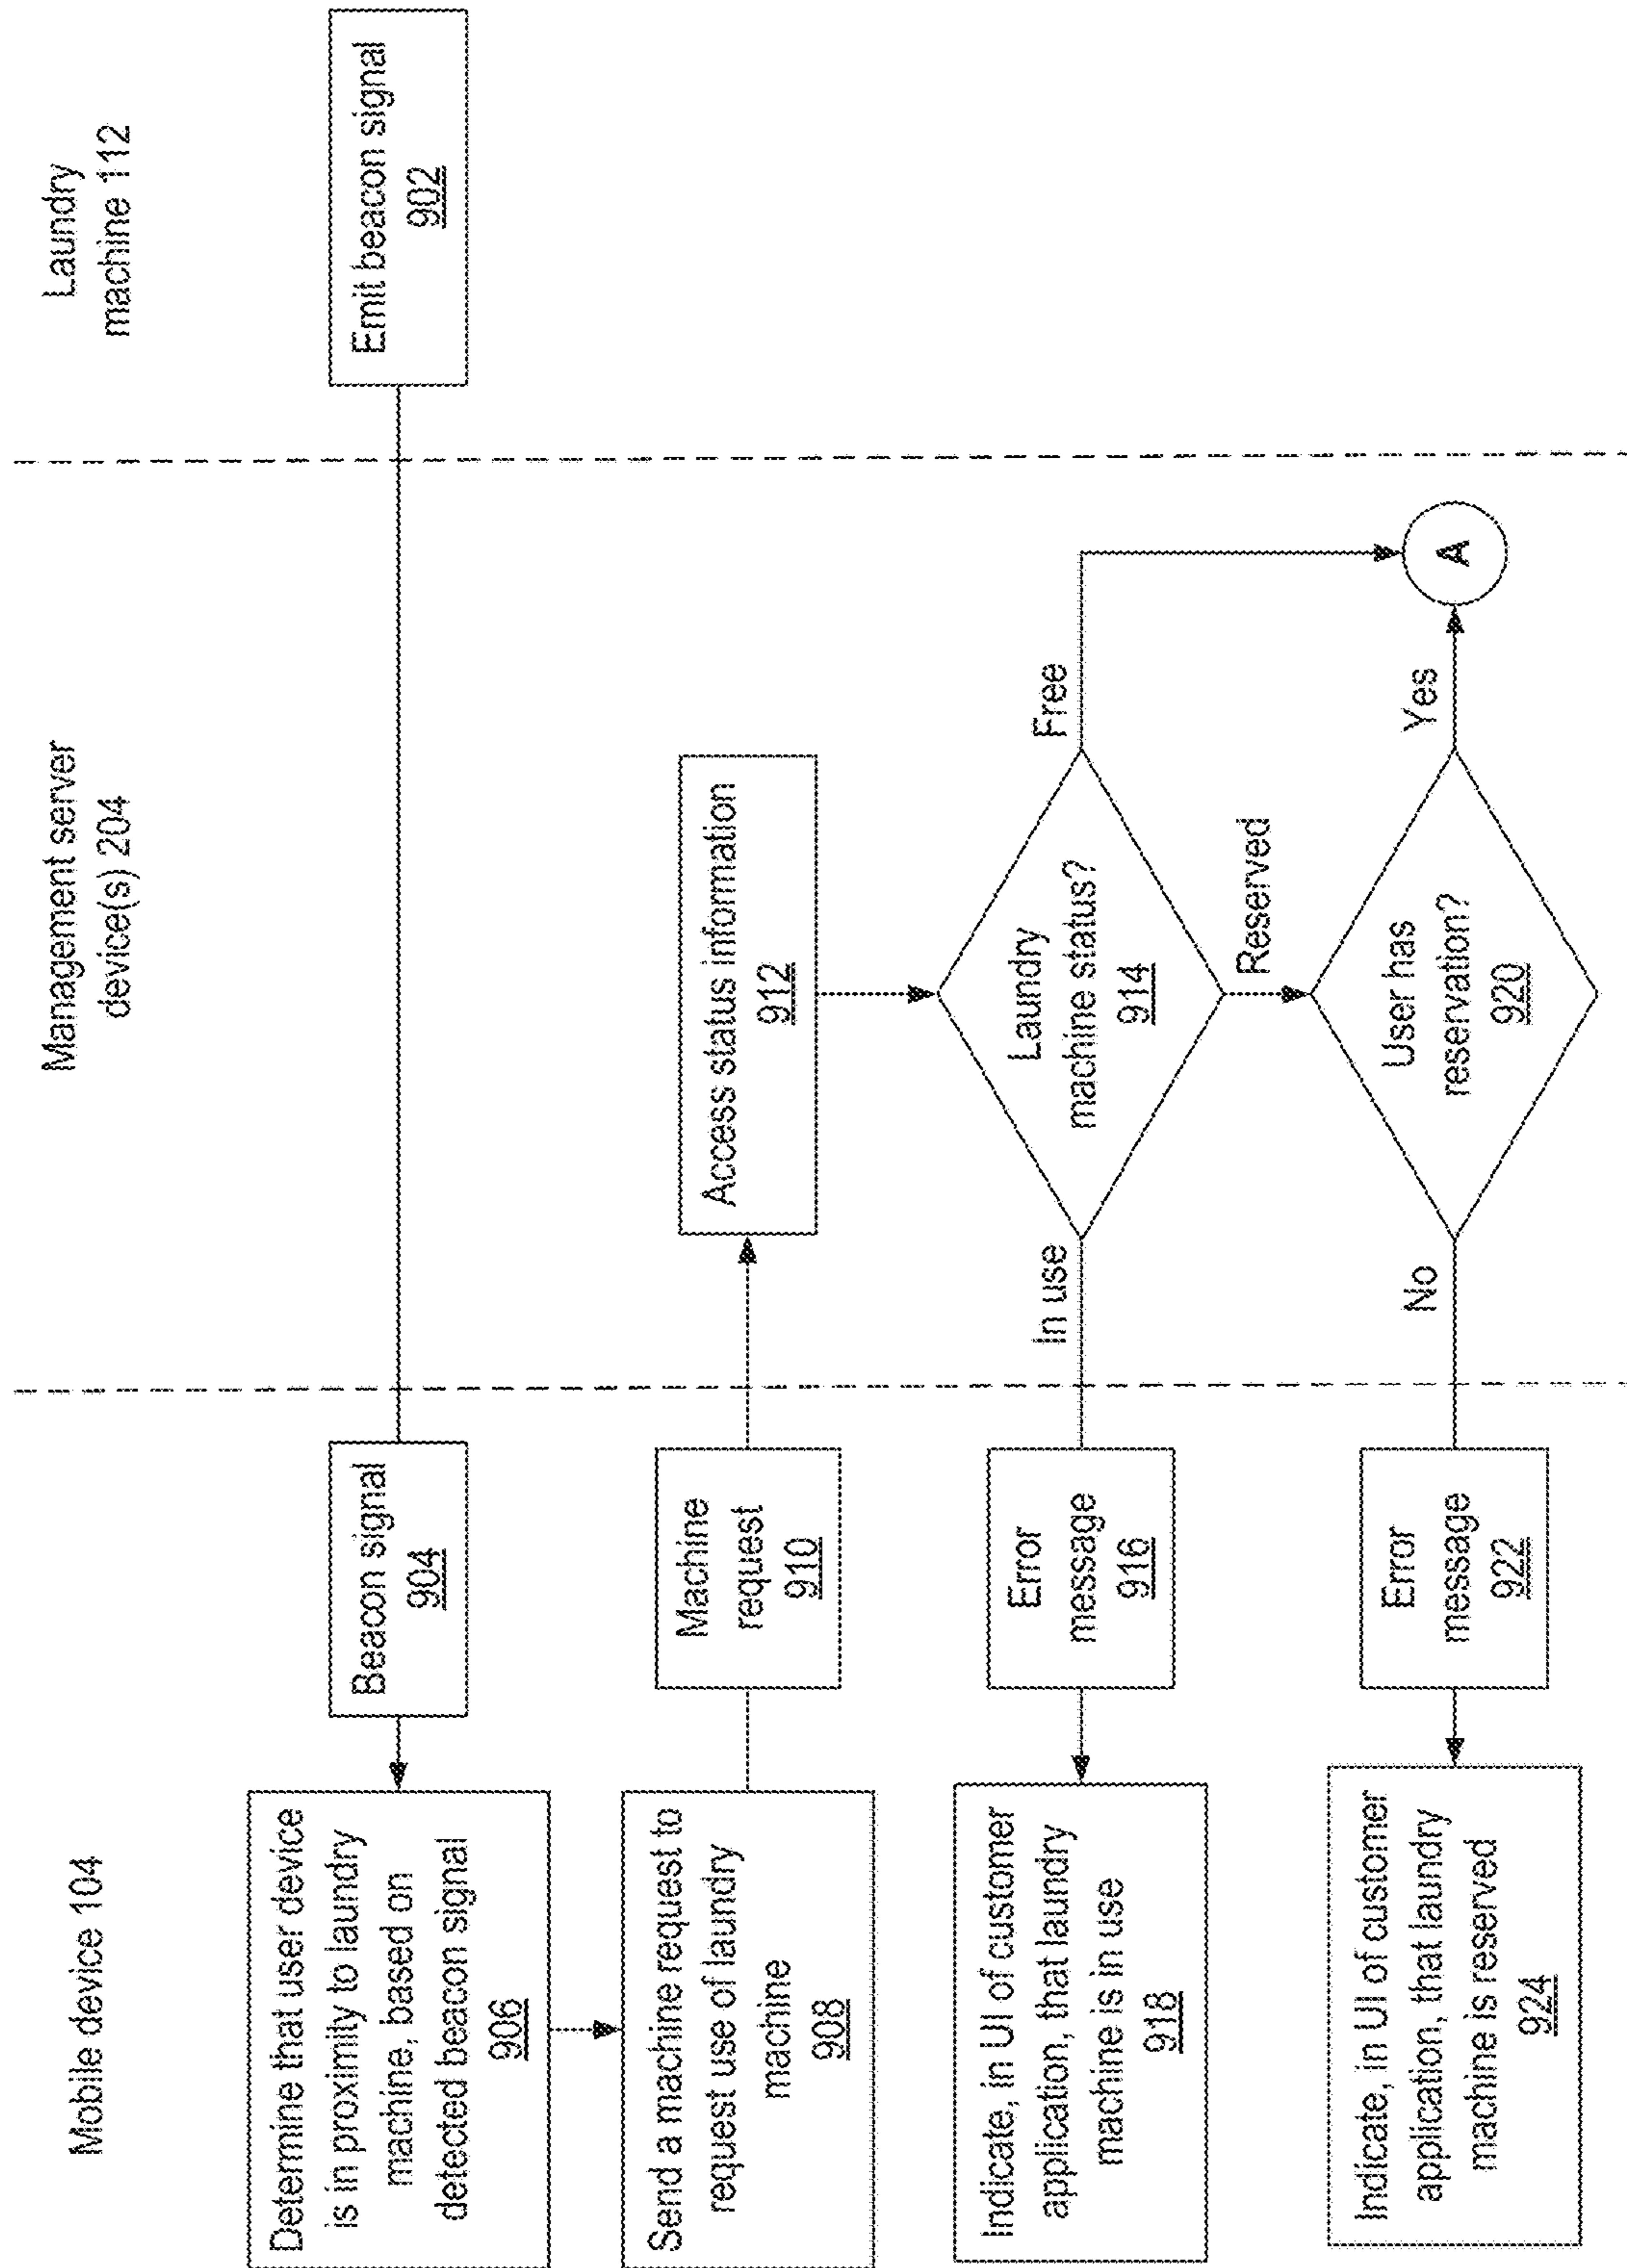 Mobile device 104
Management server
device(s) 204
Laundry
machine 112
Emit beacon signal
902
Beacon signal
904
Determine that user device
is in proximity to laundry
machine, based on
detected beacon signal
906
Send a machine request to
request use of laundry
machine
908
Machine
request
910
Access status information
912
Laundry
machine status?
914
Free
In use
Reserved
Error
message
916
Indicate, in UI of customer
application, that laundry
machine is in use
918
User has
reservation?
920
Yes
A
No
Error
message
922
Indicate, in UI of customer
application, that laundry
machine is reserved
924